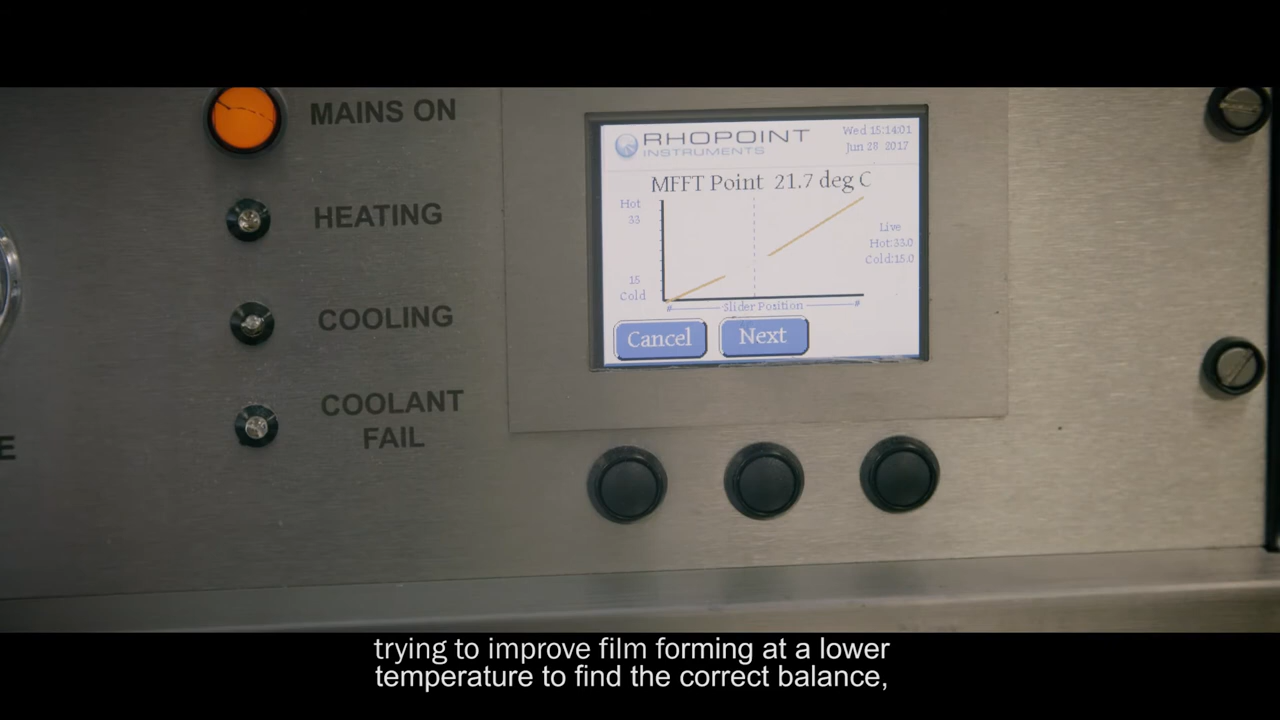 MAINS ON
HEATING
COOLING
COOLANT
FAIL
E
RHOPOINT
INSTRUMENTS
Wed 15:14:01
Jun 28 2017
MFFT Point 21.7 deg C
Hot
33
15
Cold
Live
Hot:33.0
Cold:15.0
# Slider Position #
Cancel
Next
trying to improve film forming at a lower
temperature to find the correct balance,